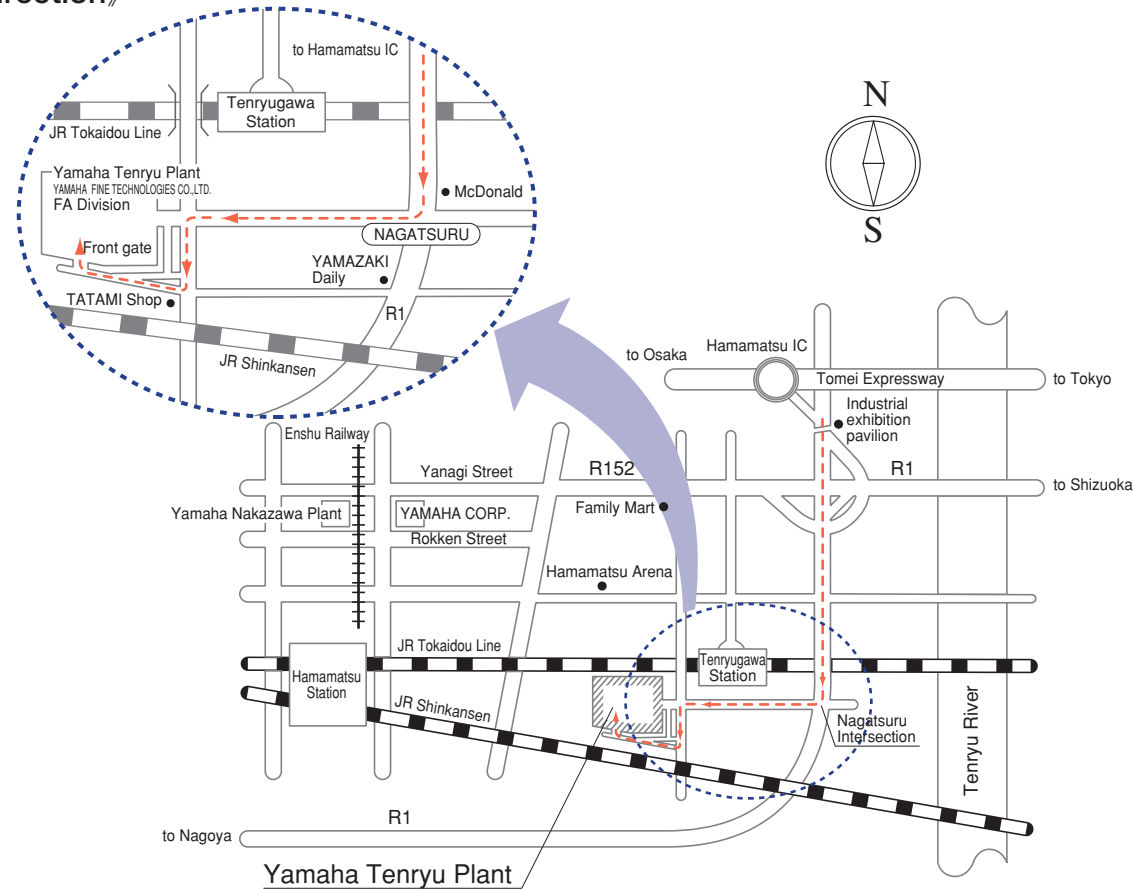 rection》
to Hamamatsu IC
Tenryugawa
Station
JR Tokaidou Line
Yamaha Tenryu Plant
YAMAHA FINE TECHNOLOGIES CO.,LTD.
FA Division
McDonald
NAGATSURU
Front gate
YAMAZAKI
Daily
TATAMI Shop
R1
JR Shinkansen
N
S
to Osaka
Hamamatsu IC
Tomei Expressway
to Tokyo
Industrial
exhibition
pavilion
Enshu Railway
Yanagi Street
R152
R1
to Shizuoka
Yamaha Nakazawa Plant
YAMAHA CORP.
Family Mart
Rokken Street
Hamamatsu Arena
JR Tokaidou Line
Tenryugawa
Station
Hamamatsu
Station
JR Shinkansen
Nagatsuru
Intersection
Tenryu River
R1
to Nagoya
Yamaha Tenryu Plant